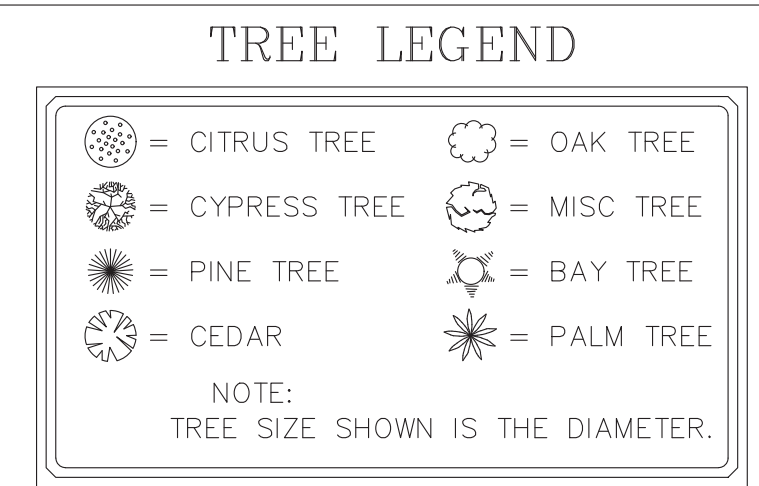 TREE LEGEND
= CITRUS TREE
= OAK TREE
= CYPRESS TREE
= MISC TREE
= PINE TREE
= BAY TREE
= CEDAR
= PALM TREE
NOTE:
TREE SIZE SHOWN IS THE DIAMETER.